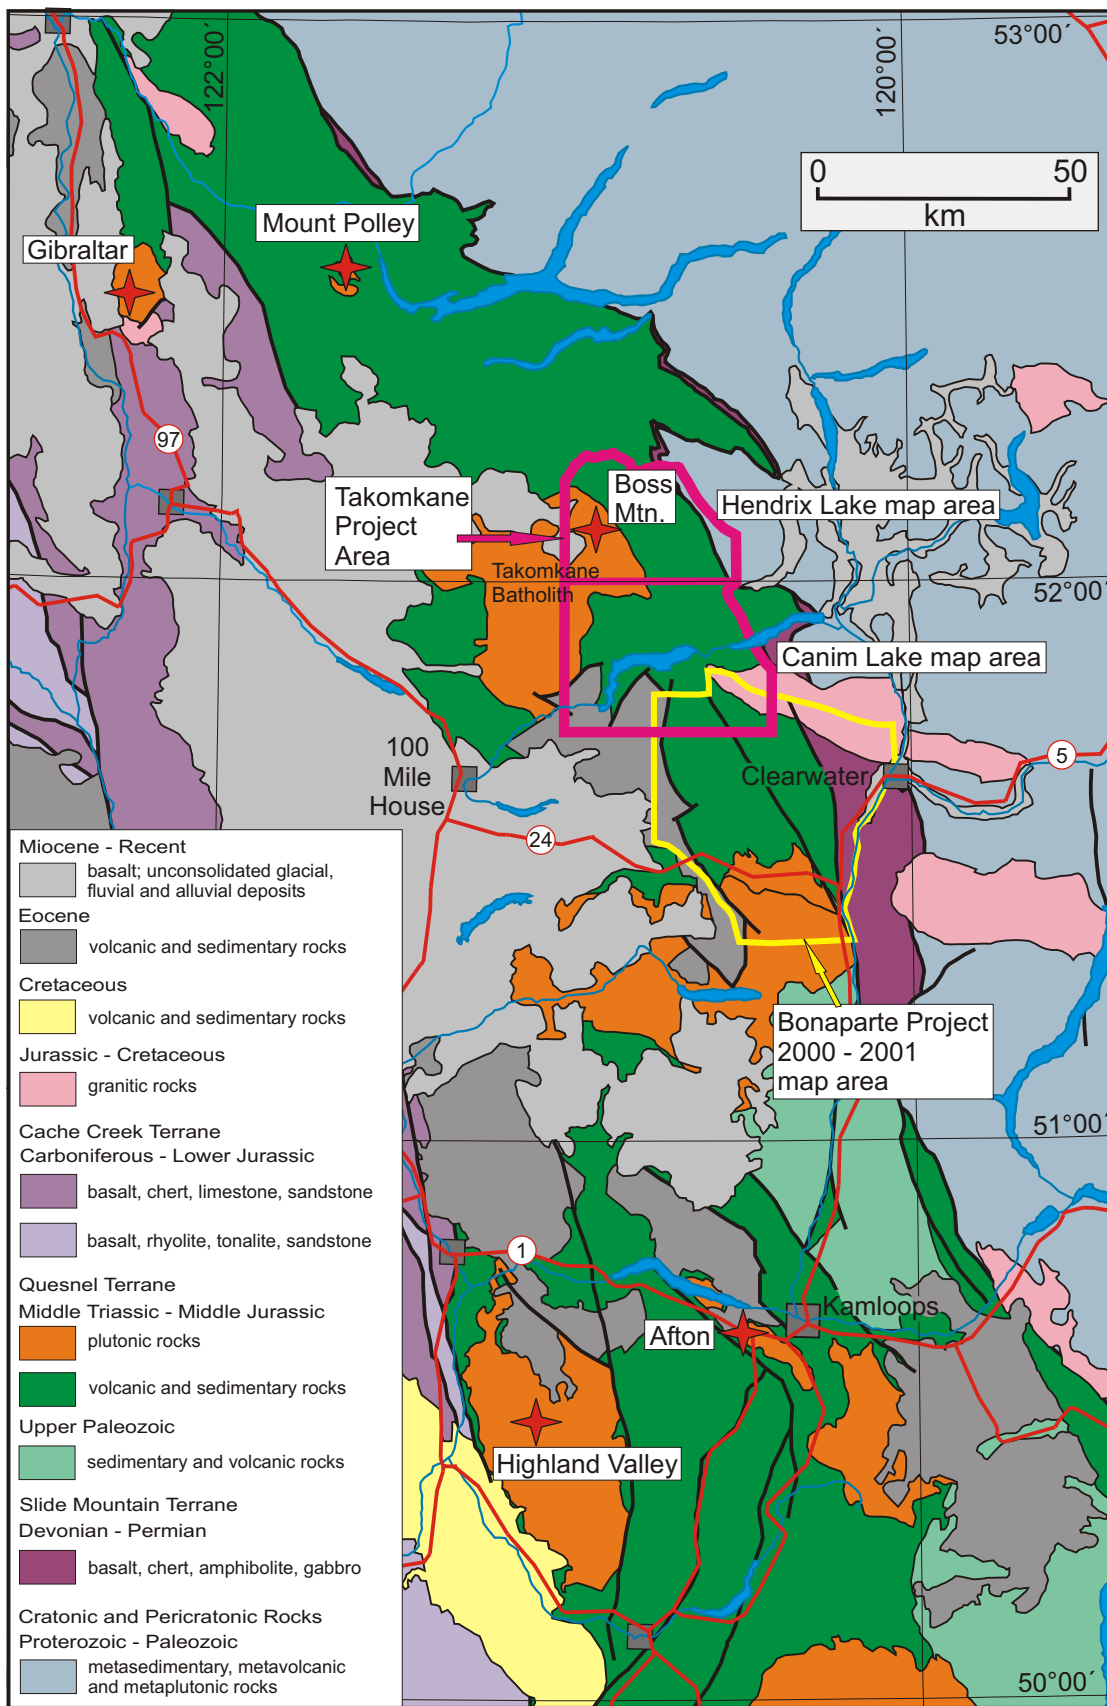 122°00´
120°00´
53°00´
0
50
km
Mount Polley
Gibraltar
97
Takomkane
Project
Area
Boss
Mtn.
Hendrix Lake map area
Takomkane
Batholith
52°00´
Canim Lake map area
100
Mile
House
Clearwater
5
24
Bonaparte Project
2000 - 2001
map area
51°00´
1
Kamloops
Afton
Highland Valley
50°00´
Miocene - Recent
basalt; unconsolidated glacial,
fluvial and alluvial deposits
Eocene
volcanic and sedimentary rocks
Cretaceous
volcanic and sedimentary rocks
Jurassic - Cretaceous
granitic rocks
Cache Creek Terrane
Carboniferous - Lower Jurassic
basalt, chert, limestone, sandstone
basalt, rhyolite, tonalite, sandstone
Quesnel Terrane
Middle Triassic - Middle Jurassic
plutonic rocks
volcanic and sedimentary rocks
Upper Paleozoic
sedimentary and volcanic rocks
Slide Mountain Terrane
Devonian - Permian
basalt, chert, amphibolite, gabbro
Cratonic and Pericratonic Rocks
Proterozoic - Paleozoic
metasedimentary, metavolcanic
and metaplutonic rocks